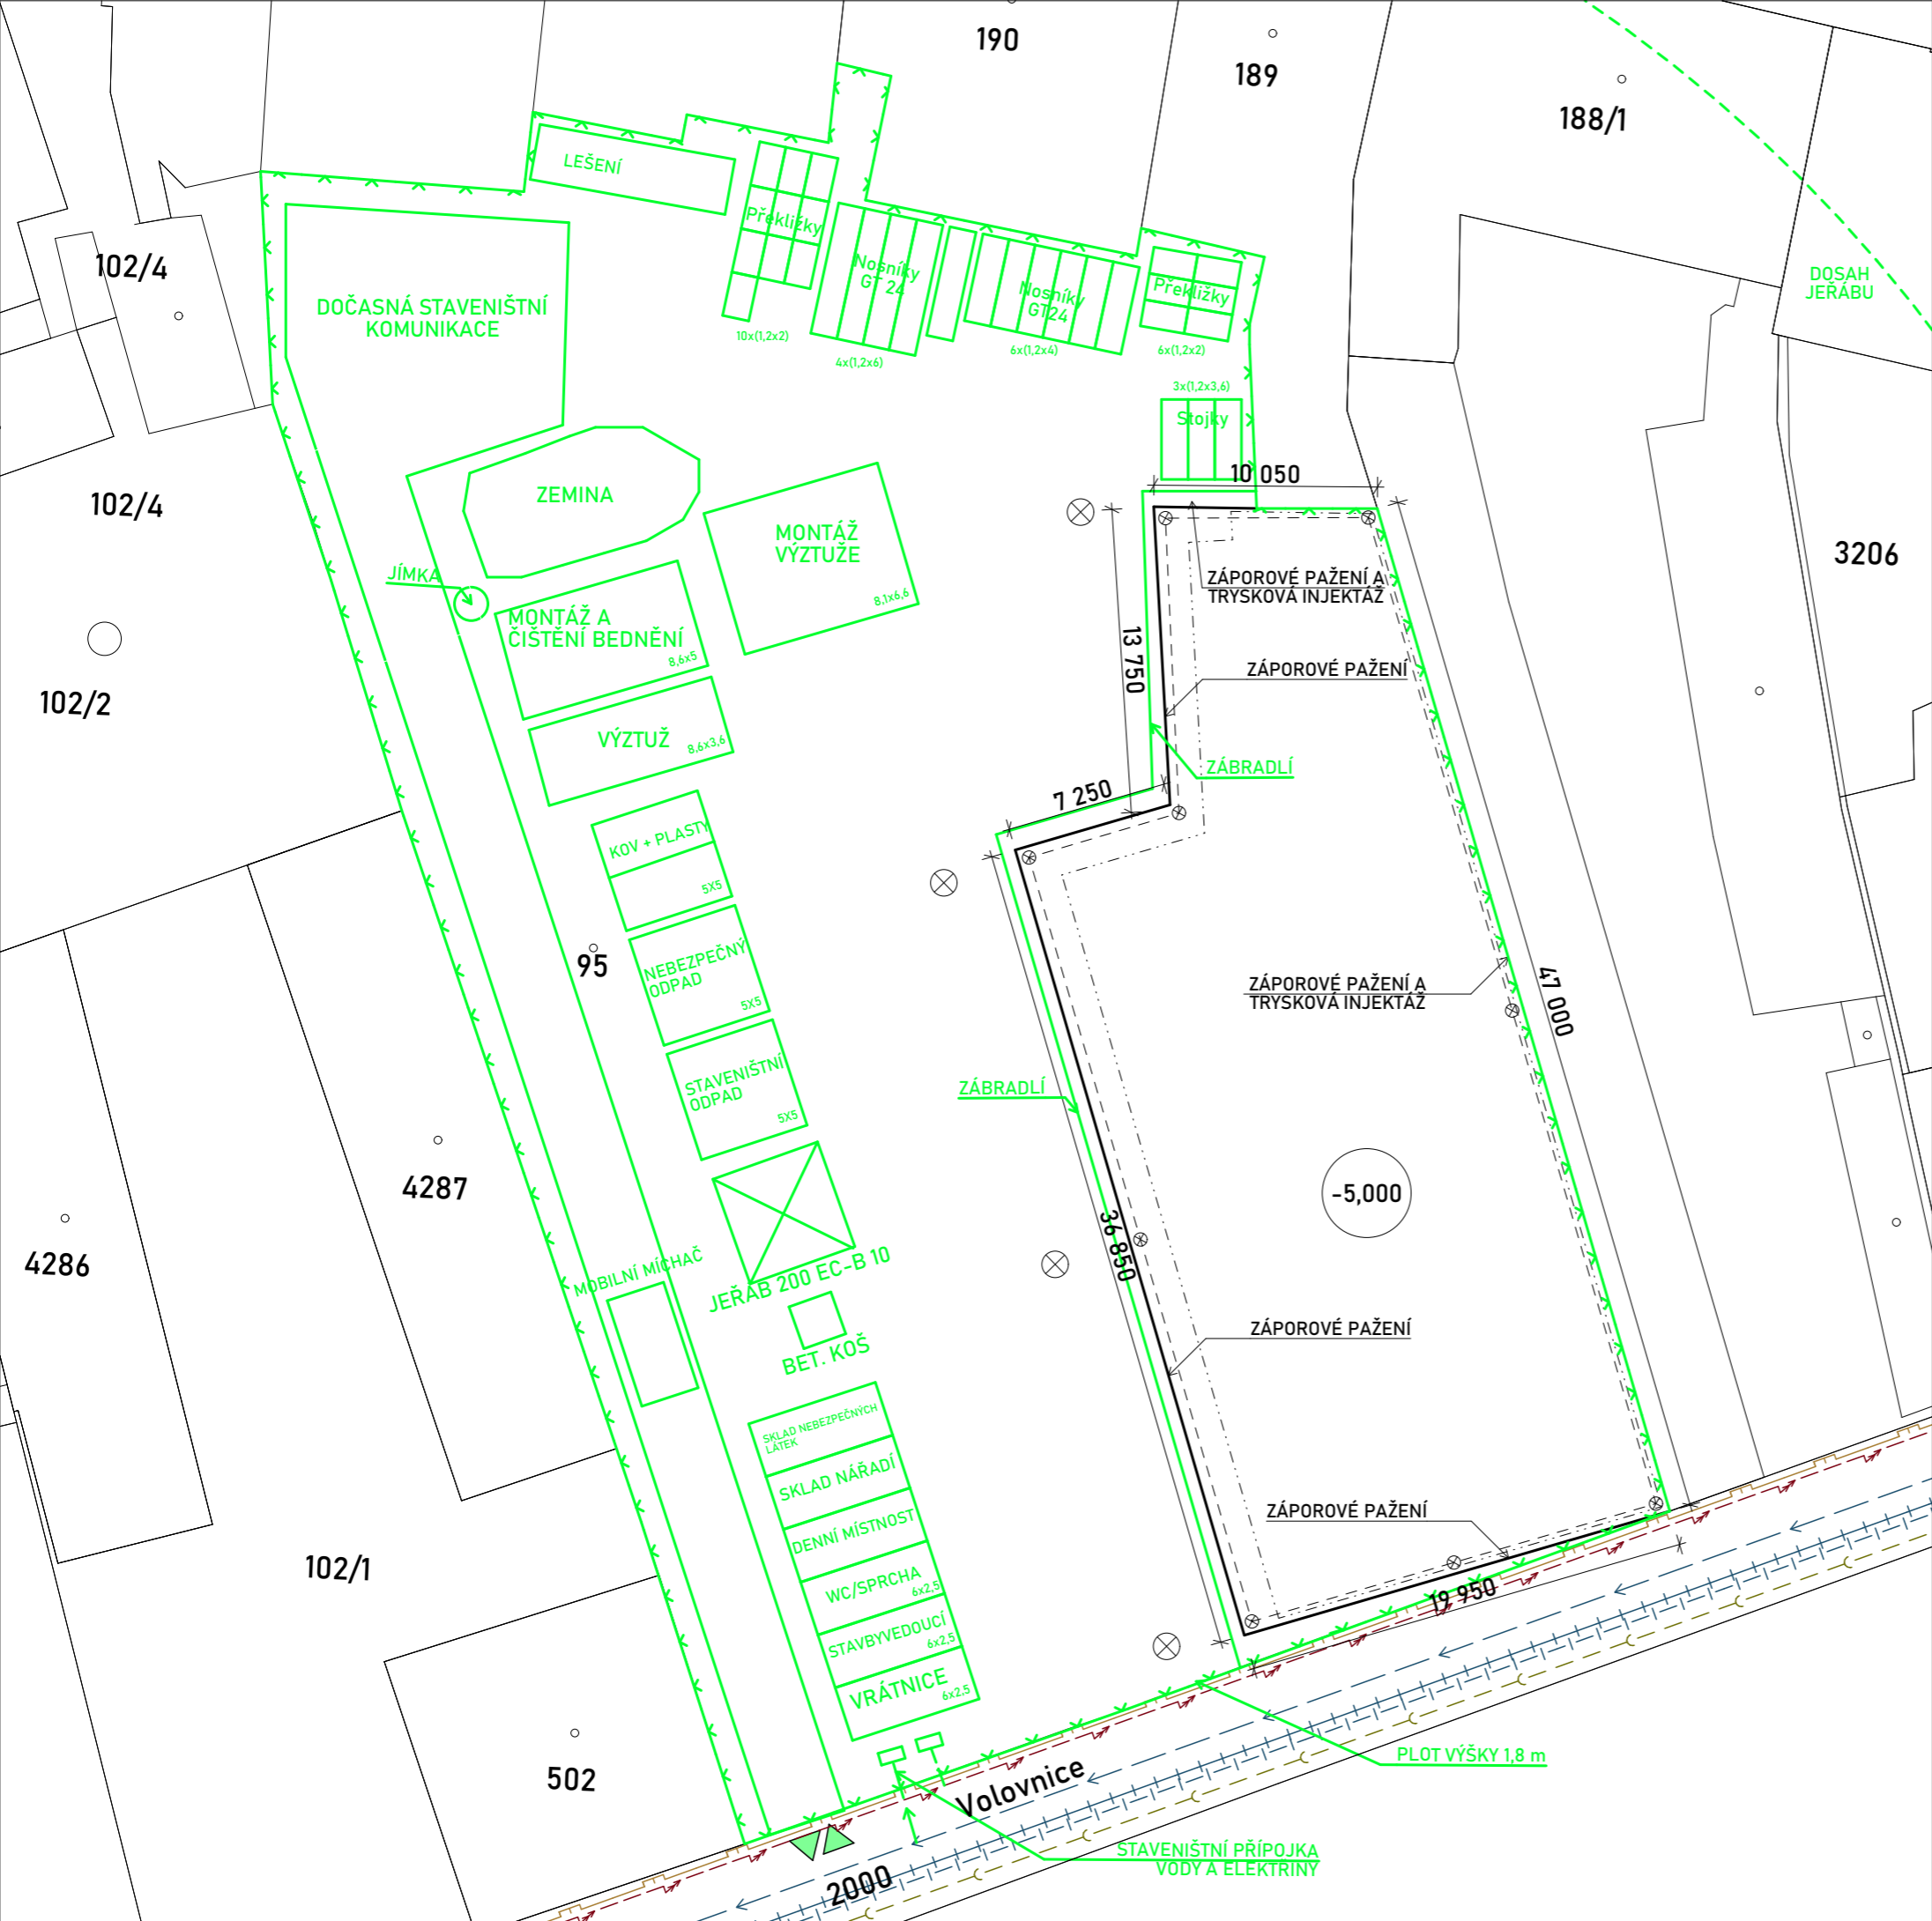 190
189
188/1
LEŠENÍ
Překližky
10x(1,2x2)
Nosníky
GT 24
4x(1,2x6)
Nosníky
GT24
6x(1,2x4)
Překližky
6x(1,2x2)
DOSAH
JEŘÁBU
102/4
DOČASNÁ STAVENIŠTNÍ
KOMUNIKACE
3x(1,2x3,6)
Stojky
10 050
102/4
ZEMINA
MONTÁŽ
VÝZTUŽE
8,1x6,6
3206
JÍMKA
MONTÁŽ A
ČIŠTĚNÍ BEDNĚNÍ
8,6x5
ZÁPOROVÉ PAŽENÍ A
TRYSKOVÁ INJEKTÁŽ
13 750
ZÁPOROVÉ PAŽENÍ
102/2
VÝZTUŽ
8,6x3,6
ZÁBRADLÍ
7 250
KOV + PLASTY
5X5
95
NEBEZPEČNÝ
ODPAD
5X5
ZÁPOROVÉ PAŽENÍ A
TRYSKOVÁ INJEKTÁŽ
47 000
STAVENIŠTNÍ
ODPAD
5X5
ZÁBRADLÍ
4287
-5,000
4286
36 850
MOBILNÍ MÍCHAČ
JEŘÁB 200 EC-B 10
BET. KOŠ
ZÁPOROVÉ PAŽENÍ
SKLAD NEBEZPEČNÝCH
LÁTEK
SKLAD NÁŘADÍ
DENNÍ MÍSTNOST
WC/SPRCHA
6x2,5
STAVBYVEDOUCÍ
6x2,5
VRÁTNICE
6x2,5
ZÁPOROVÉ PAŽENÍ
19 950
102/1
502
PLOT VÝŠKY 1,8 m
Volovnice
STAVENIŠTNÍ PŘÍPOJKA
VODY A ELEKTŘINY
2000